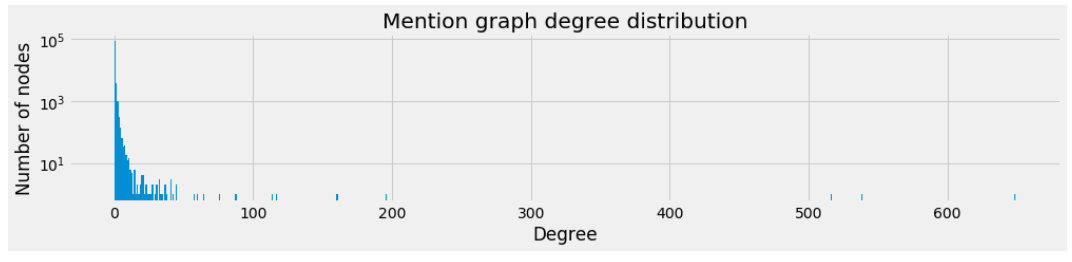 Mention graph degree distribution
Number of nodes
10^5
10^3
10^1
0 100 200 300 400 500 600
Degree